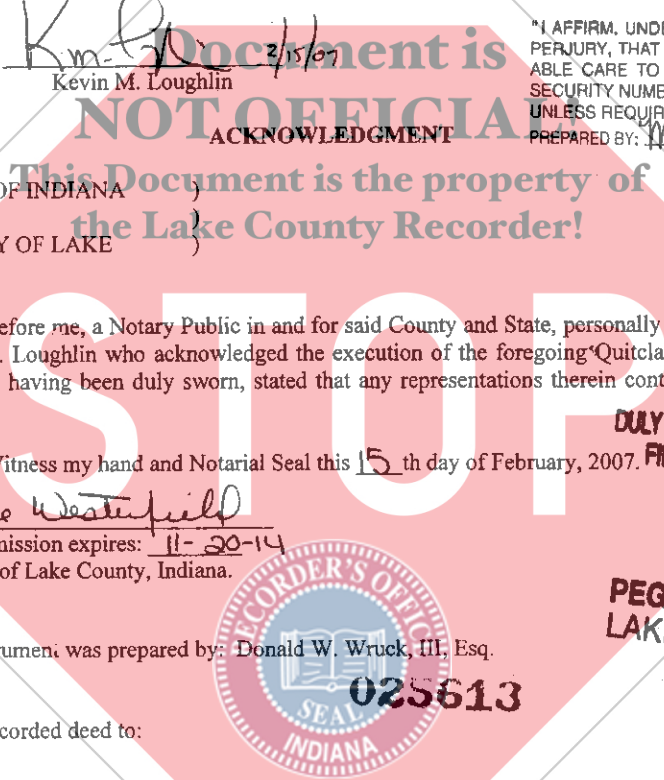 2/15/07
Kevin M. Loughlin
"I AFFIRM, UNDE
PERJURY, THAT
ABLE CARE TO
SECURITY NUMB
UNLESS REQUIR
PREPARED BY:
Document is
NOT OFFICIAL!
This Document is the property of
the Lake County Recorder!
STOP
ACKNOWLEDGMENT
OF INDIANA )
)
Y OF LAKE )
efore me, a Notary Public in and for said County and State, personally
. Loughlin who acknowledged the execution of the foregoing Quitcla
having been duly sworn, stated that any representations therein cont
DULY
Witness my hand and Notarial Seal this 15 th day of February, 2007.
e Westerfield
mission expires: 11-20-14
of Lake County, Indiana.
PEG
LAK
rument was prepared by: Donald W. Wruck, III, Esq.
025613
RECORDER'S OFFICE
SEAL
INDIANA
corded deed to: